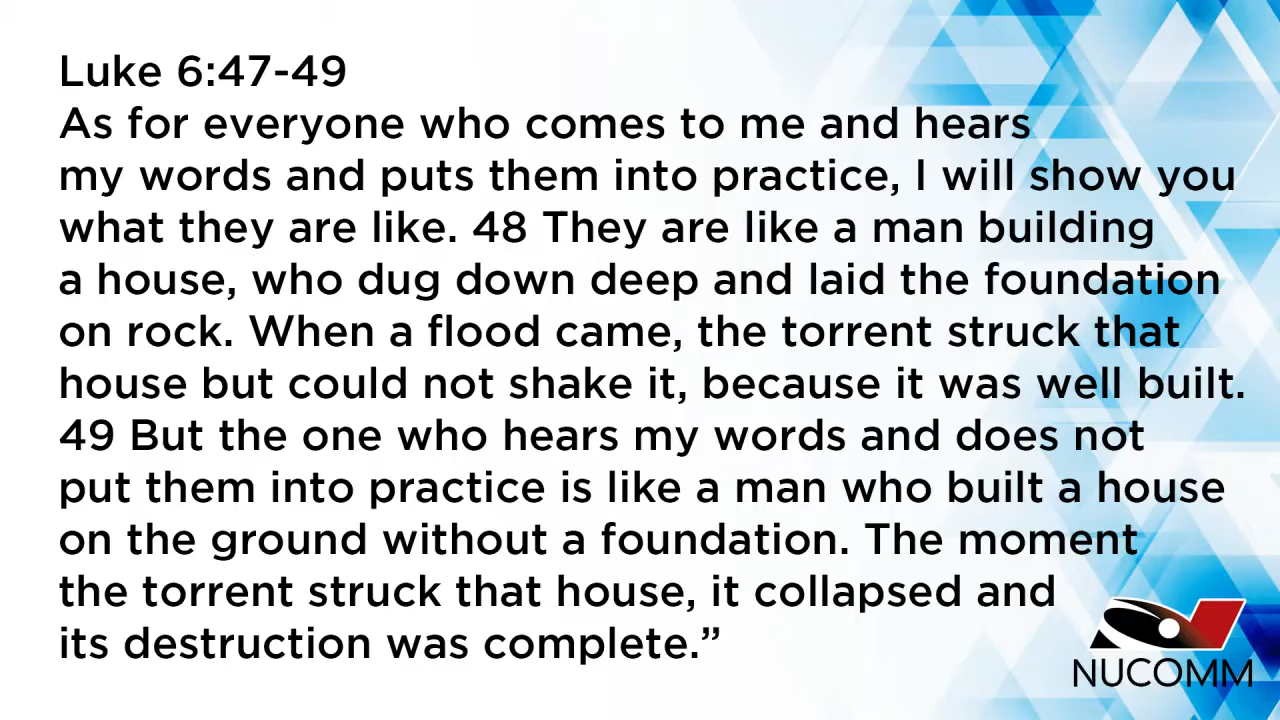 Luke 6:47-49
As for everyone who comes to me and hears
my words and puts them into practice, I will show you
what they are like. 48 They are like a man building
a house, who dug down deep and laid the foundation
on rock. When a flood came, the torrent struck that
house but could not shake it, because it was well built.
49 But the one who hears my words and does not
put them into practice is like a man who built a house
on the ground without a foundation. The moment
the torrent struck that house, it collapsed and
its destruction was complete.”
NUCOMM